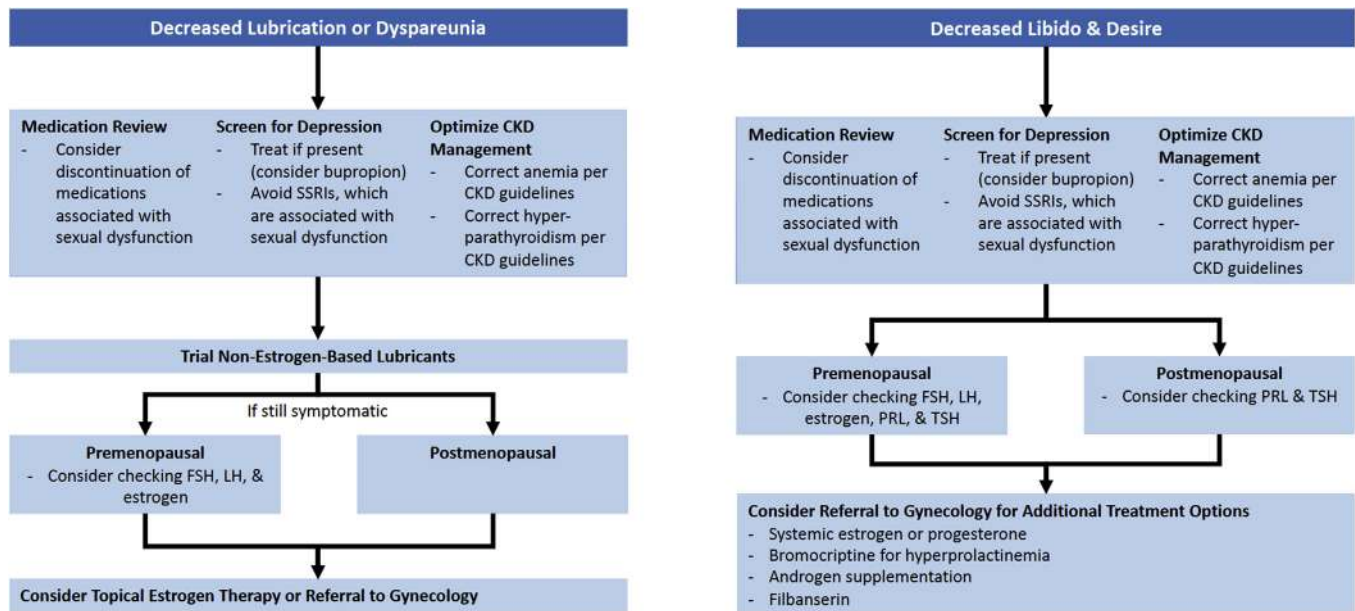 Decreased Lubrication or Dyspareunia
Medication Review
- Consider
discontinuation of
medications
associated with
sexual dysfunction
Screen for Depression
- Treat if present
(consider bupropion)
- Avoid SSRIs, which
are associated with
sexual dysfunction
Optimize CKD
Management
- Correct anemia per
CKD guidelines
- Correct hyper-
parathyroidism per
CKD guidelines
Trial Non-Estrogen-Based Lubricants
If still symptomatic
Premenopausal
- Consider checking FSH, LH, &
estrogen
Postmenopausal
Consider Topical Estrogen Therapy or Referral to Gynecology
Decreased Libido & Desire
Medication Review
- Consider
discontinuation of
medications
associated with
sexual dysfunction
Screen for Depression
- Treat if present
(consider bupropion)
- Avoid SSRIs, which
are associated with
sexual dysfunction
Optimize CKD
Management
- Correct anemia per
CKD guidelines
- Correct hyper-
parathyroidism per
CKD guidelines
Premenopausal
- Consider checking FSH, LH,
estrogen, PRL, & TSH
Postmenopausal
- Consider checking PRL & TSH
Consider Referral to Gynecology for Additional Treatment Options
- Systemic estrogen or progesterone
- Bromocriptine for hyperprolactinemia
- Androgen supplementation
- Filbanserin